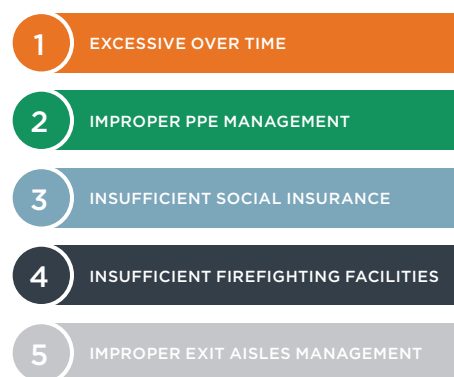 1 EXCESSIVE OVER TIME
2 IMPROPER PPE MANAGEMENT
3 INSUFFICIENT SOCIAL INSURANCE
4 INSUFFICIENT FIREFIGHTING FACILITIES
5 IMPROPER EXIT AISLES MANAGEMENT